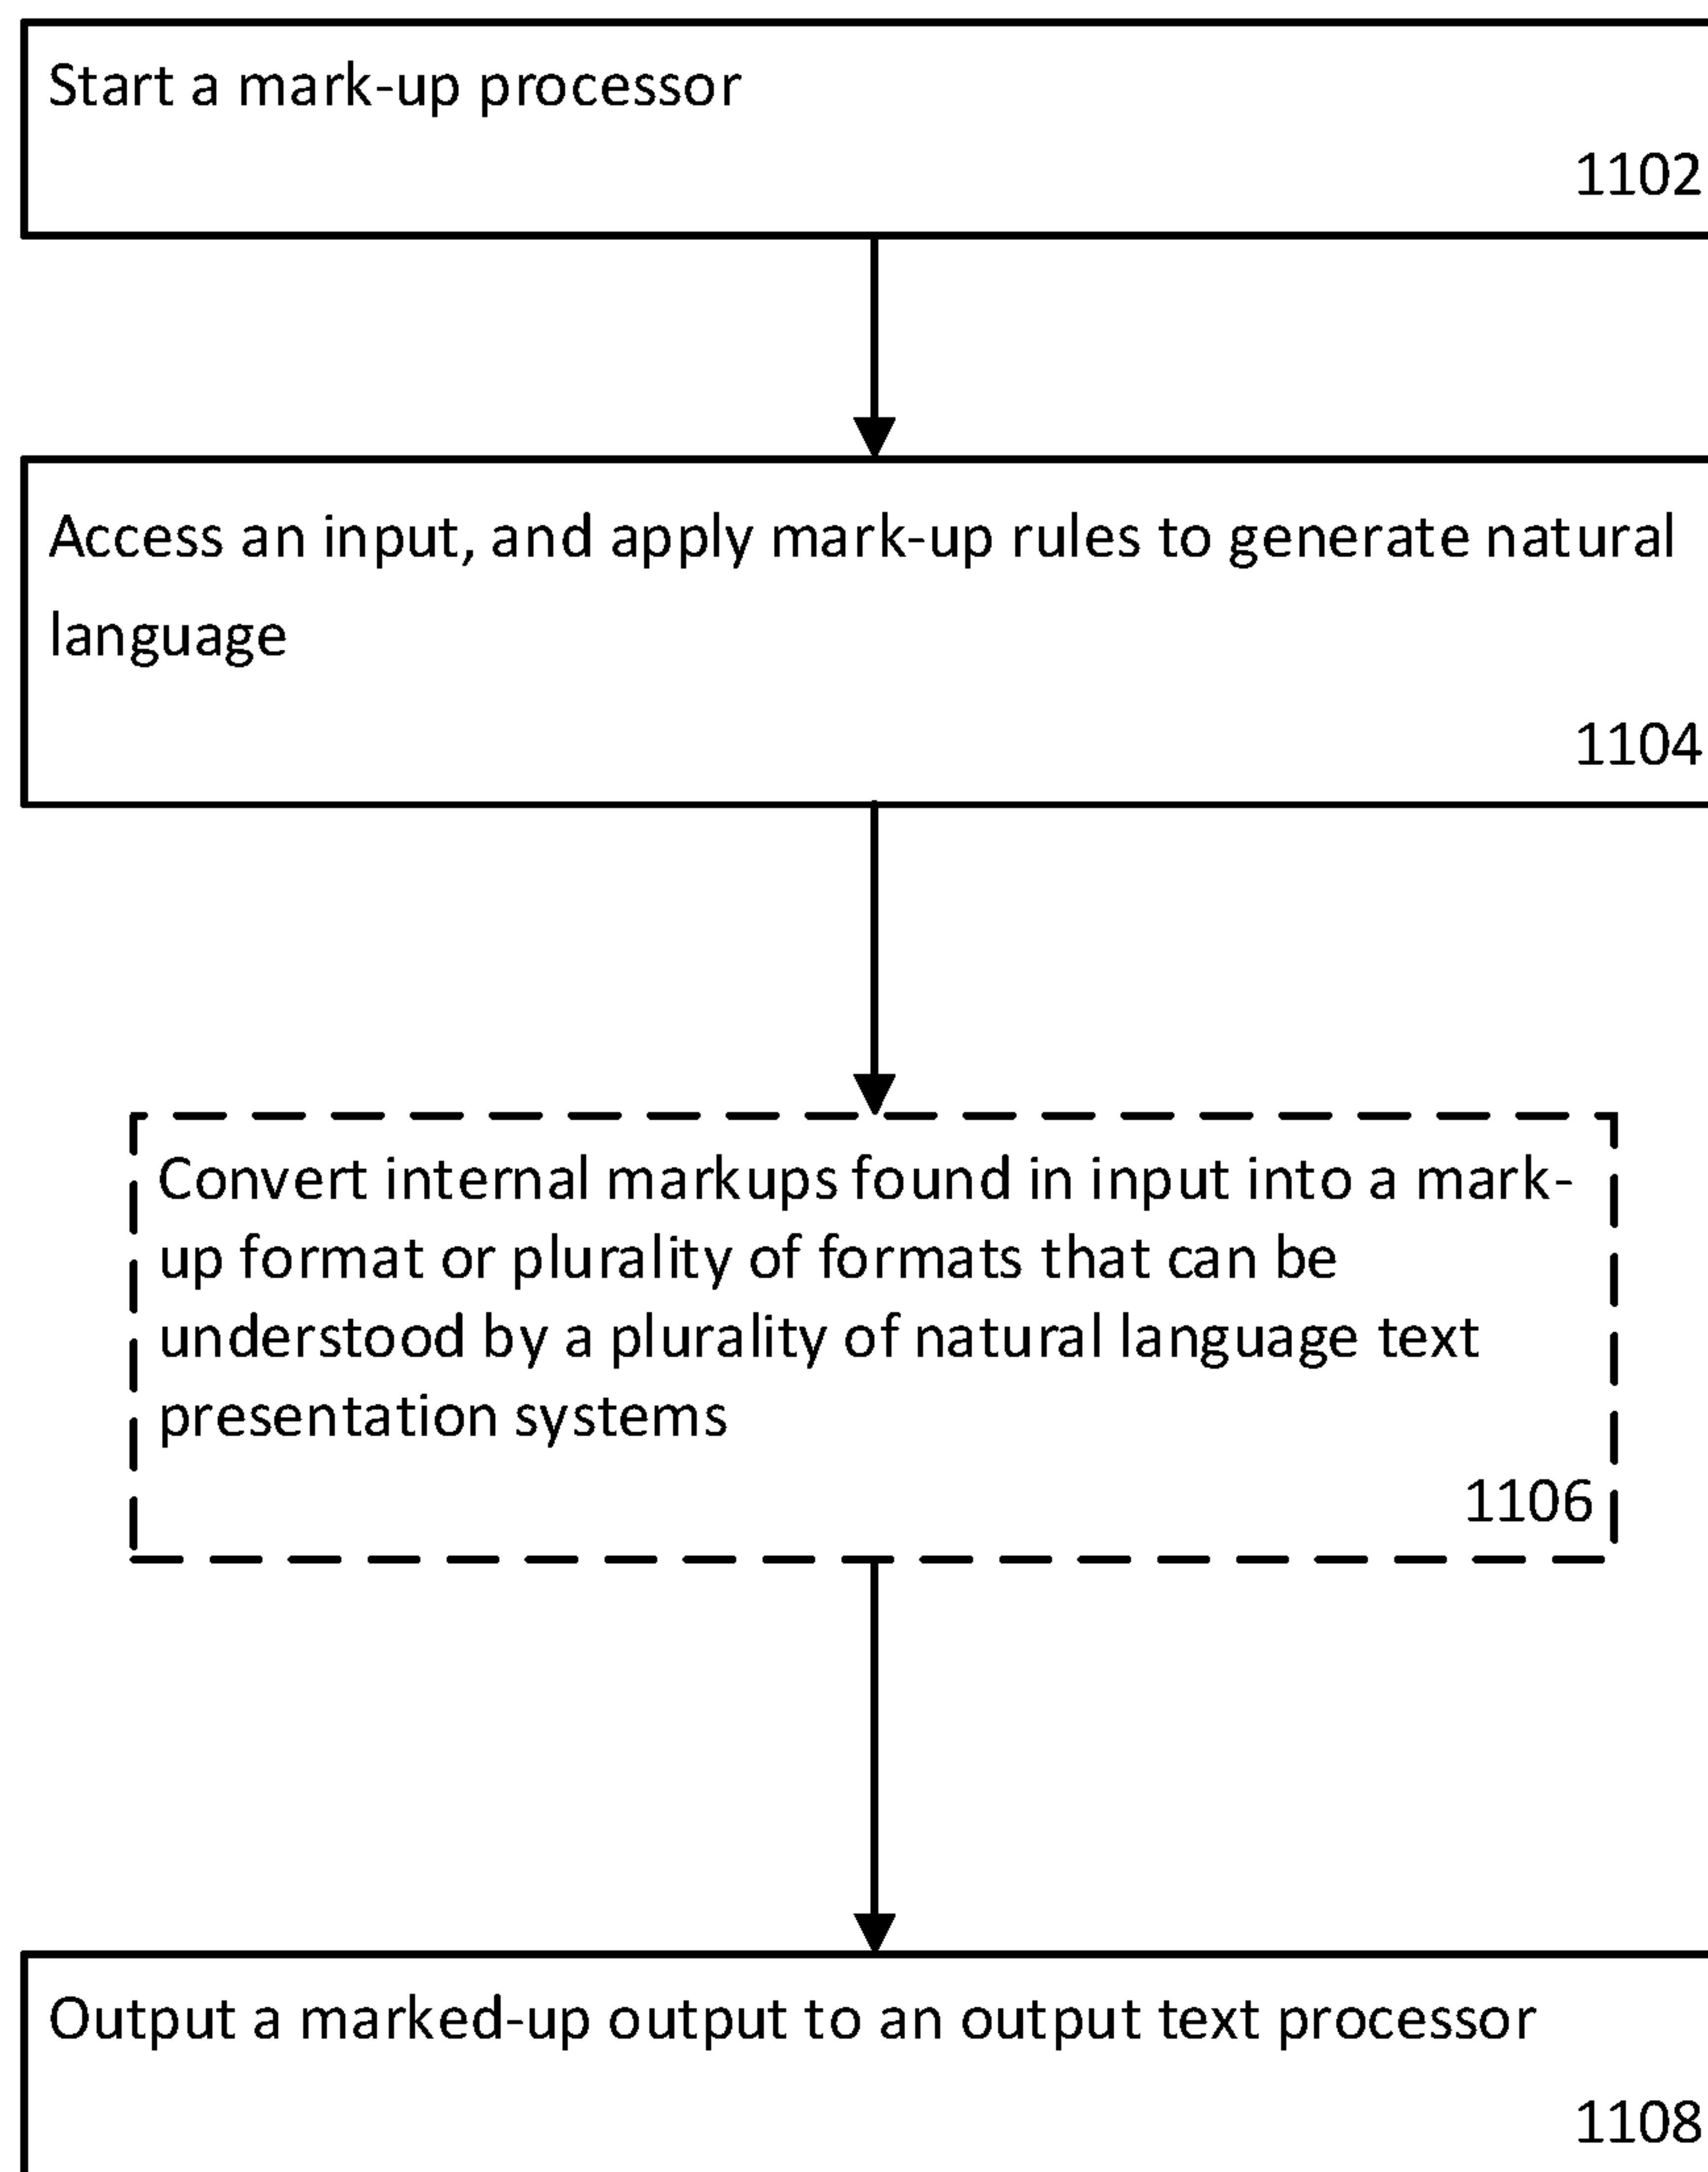 Start a mark-up processor
1102
Access an input, and apply mark-up rules to generate natural
language
1104
Convert internal markups found in input into a mark-
up format or plurality of formats that can be
understood by a plurality of natural language text
presentation systems
1106
Output a marked-up output to an output text processor
1108